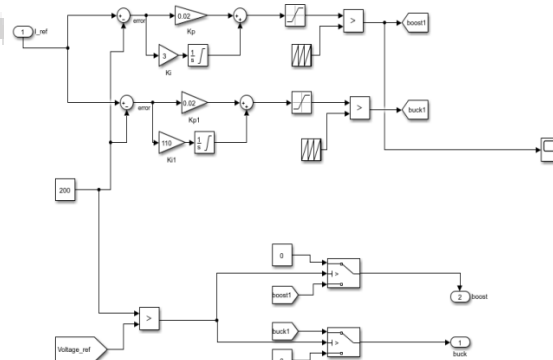 1
I_ref
error
0.02
Kp
>
boost1
3
Ki
1
s
error
0.02
Kp1
>
buck1
110
Ki1
1
s
200
0
>
boost1
2
boost
>
Voltage_ref
buck1
>
1
buck